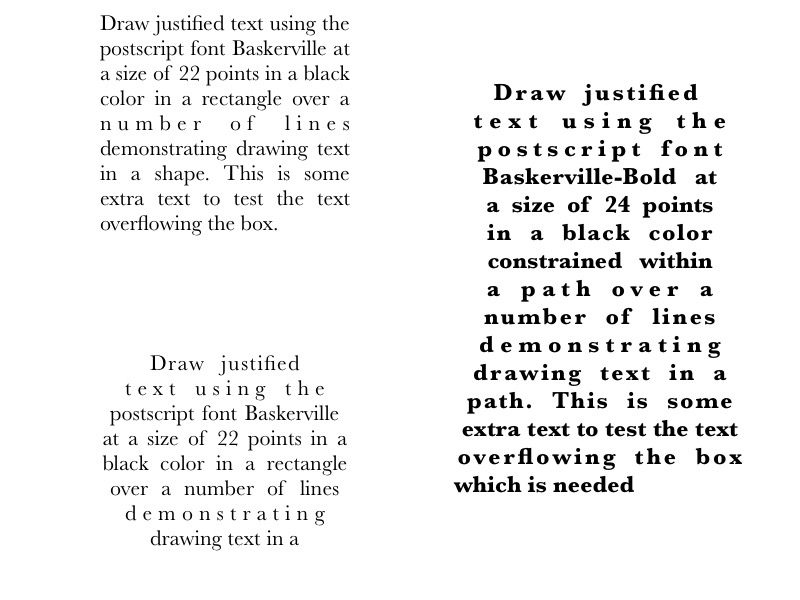 Draw justified text using the
postscript font Baskerville at
a size of 22 points in a black
color in a rectangle over a
number of lines
demonstrating drawing text
in a shape. This is some
extra text to test the text
overflowing the box.
Draw justified
text using the
postscript font Baskerville
at a size of 22 points in a
black color in a rectangle
over a number of lines
demonstrating
drawing text in a
Draw justified
text using the
postscript font
Baskerville-Bold at
a size of 24 points
in a black color
constrained within
a path over a
number of lines
demonstrating
drawing text in a
path. This is some
extra text to test the text
overflowing the box
which is needed